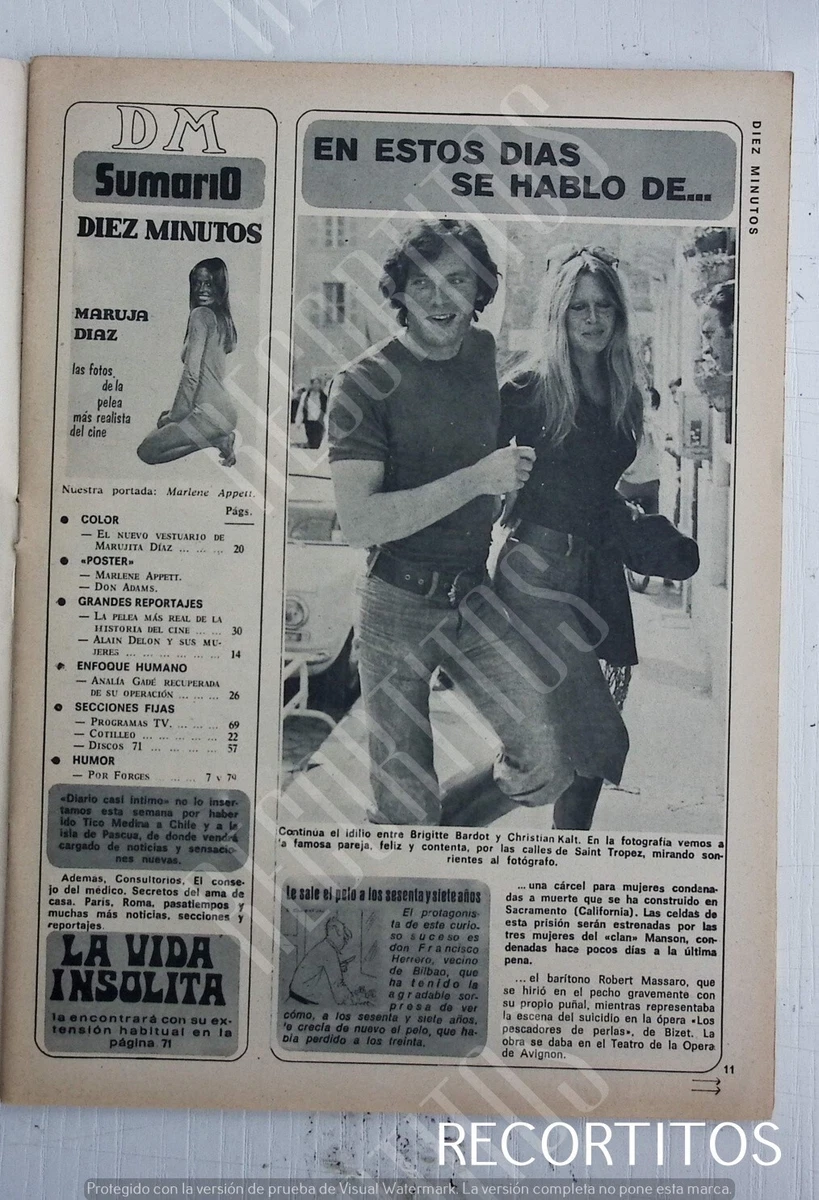 DM
SumariO
DIEZ MINUTOS
MARUJA
DIAZ
las fotos
de la
pelea
más realista
del cine
Nuestra portada: Marlene Appett.
Págs.
● COLOR
— EL NUEVO VESTUARIO DE
MARUJITA DÍAZ ... ... ... 20
● «POSTER»
— MARLENE APPETT.
— DON ADAMS.
● GRANDES REPORTAJES
— LA PELEA MÁS REAL DE LA
HISTORIA DEL CINE ... ... 30
— ALAIN DELON Y SUS MU-
JERES ... ... ... ... ... ... 14
● ENFOQUE HUMANO
— ANALÍA GADÉ RECUPERADA
DE SU OPERACIÓN ... ... ... 26
● SECCIONES FIJAS
— PROGRAMAS TV. ... ... ... 69
— COTILLEO ... ... ... ... ... 22
— DISCOS 71 ... ... ... ... ... 57
● HUMOR
— POR FORGES ... ... ... 7 y 79
«Diario casi íntimo» no lo inser-
tamos esta semana por haber
ido Tico Medina a Chile y a la
isla de Pascua, de donde vendrá
cargado de noticias y sensacio-
nes nuevas.
Además, Consultorios, El conse-
jo del médico. Secretos del ama de
casa. París, Roma, pasatiempos y
muchas más noticias, secciones y
reportajes.
LA VIDA
INSOLITA
la encontrará con su ex-
tensión habitual en la
página 71
EN ESTOS DIAS
SE HABLO DE...
DIEZ MINUTOS
Continúa el idilio entre Brigitte Bardot y Christian Kalt. En la fotografía vemos a
la famosa pareja, feliz y contenta, por las calles de Saint Tropez, mirando son-
rientes al fotógrafo.
le sale el pelo a los sesenta y siete años
El protagonis-
ta de este curio-
so suceso es
don Francisco
Herrero, vecino
de Bilbao, que
ha tenido la
agradable sor-
presa de ver
cómo, a los sesenta y siete años,
le crecía de nuevo el pelo, que ha-
bía perdido a los treinta.
... una cárcel para mujeres condena-
das a muerte que se ha construido en
Sacramento (California). Las celdas de
esta prisión serán estrenadas por las
tres mujeres del «clan» Manson, con-
denadas hace pocos días a la última
pena.
... el barítono Robert Massaro, que
se hirió en el pecho gravemente con
su propio puñal, mientras representaba
la escena del suicidio en la ópera «Los
pescadores de perlas», de Bizet. La
obra se daba en el Teatro de la Opera
de Avignon.
11
RECORTITOS
Protegido con la versión de prueba de Visual Watermark. La versión completa no pone esta marca.